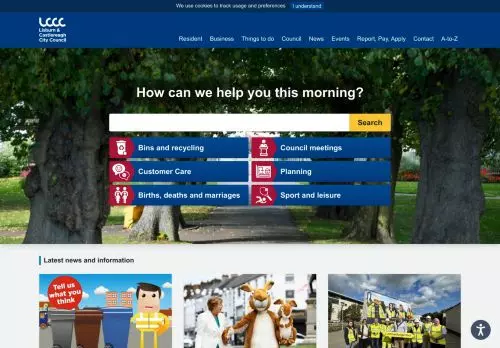 We use cookies to track usage and preferences I understand
LCCC
Lisburn &
Castlereagh
City Council
Resident Business Things to do Council News Events Report, Pay, Apply Contact A-to-Z
How can we help you this morning?
Search
Bins and recycling Council meetings
Customer Care Planning
Births, deaths and marriages Sport and leisure
Latest news and information
Tell us
what you
think